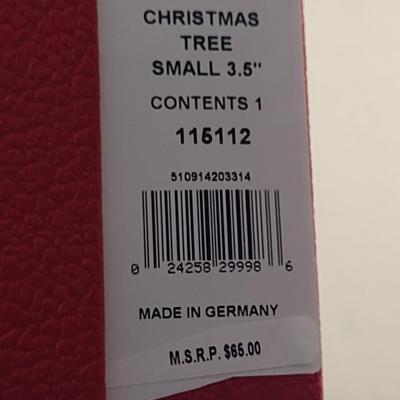 CHRISTMAS
TREE
SMALL 3.5"
CONTENTS 1
115112
510914203314
0 24258 29998 6
MADE IN GERMANY
M.S.R.P. $65.00